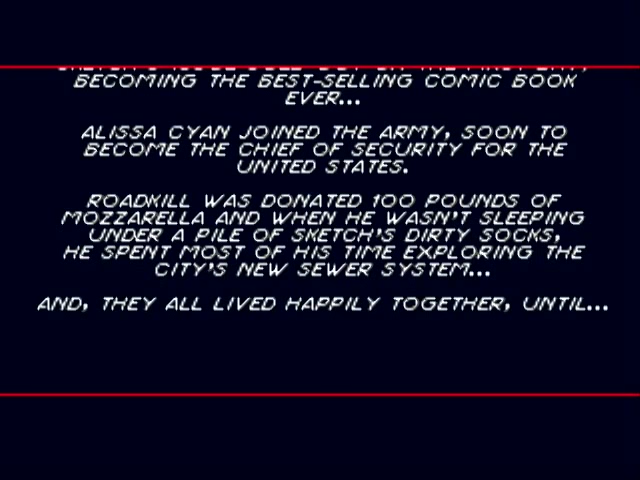 BECOMING THE BEST-SELLING COMIC BOOK
EVER...
ALISSA CYAN JOINED THE ARMY, SOON TO
BECOME THE CHIEF OF SECURITY FOR THE
UNITED STATES.
ROADKILL WAS DONATED 100 POUNDS OF
MOZZARELLA AND WHEN HE WASN'T SLEEPING
UNDER A PILE OF SKETCH'S DIRTY SOCKS,
HE SPENT MOST OF HIS TIME EXPLORING THE
CITY'S NEW SEWER SYSTEM...
AND, THEY ALL LIVED HAPPILY TOGETHER, UNTIL...